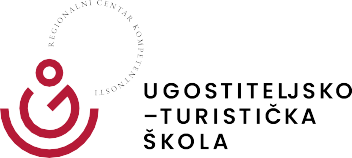 REGIONALNI CENTAR KOMPETENTNOSTI
UGOSTITELJSKO
–TURISTIČKA
ŠKOLA